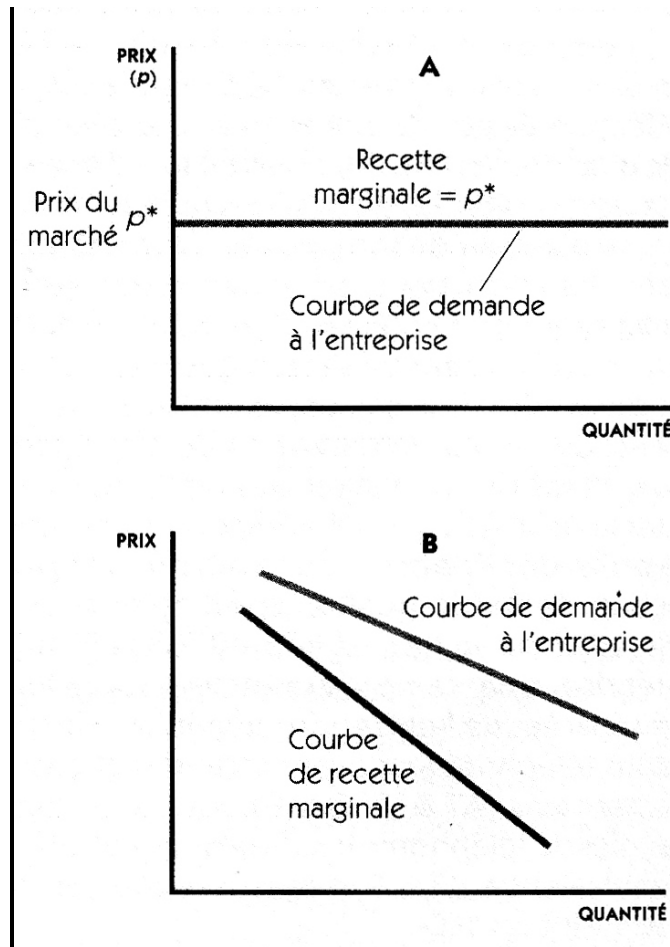 PRIX
(p)
A
Recette
marginale = p*
Prix du
marché
p*
Courbe de demande
à l'entreprise
QUANTITÉ
PRIX
B
Courbe de demande
à l'entreprise
Courbe
de recette
marginale
QUANTITÉ